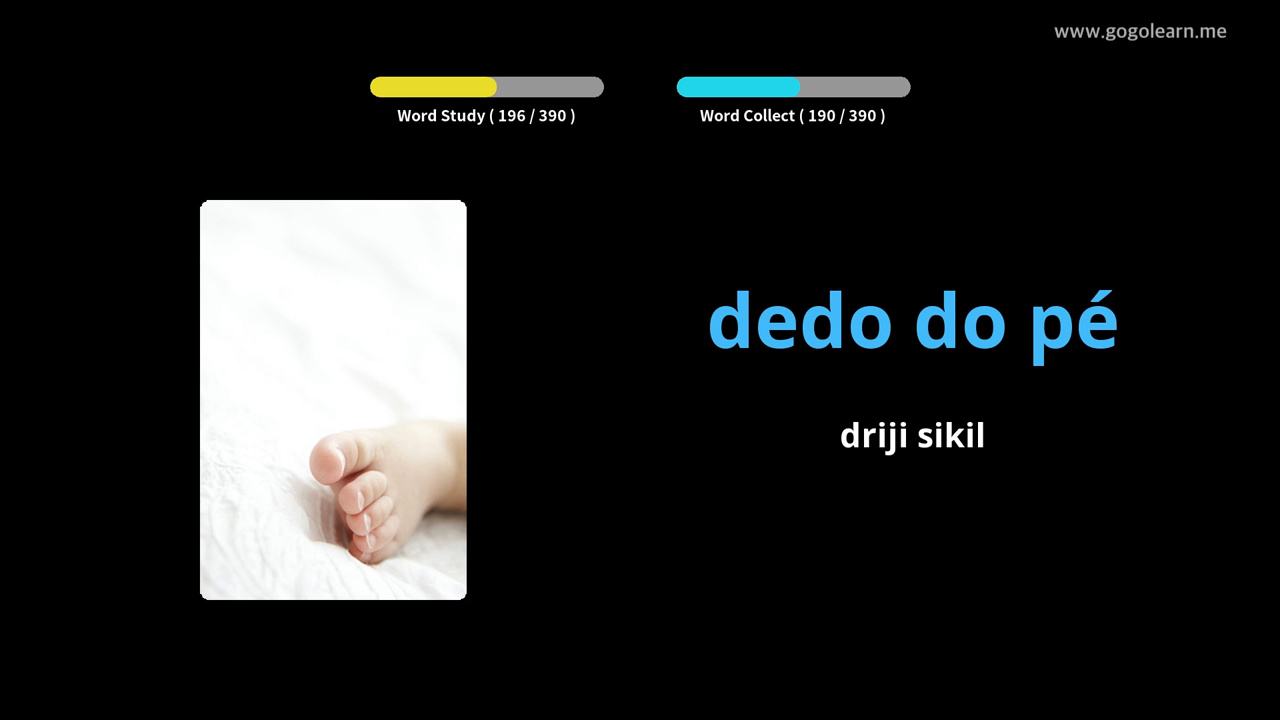 www.gogolearn.me
Word Study ( 196 / 390 )
Word Collect ( 190 / 390 )
dedo do pé
driji sikil